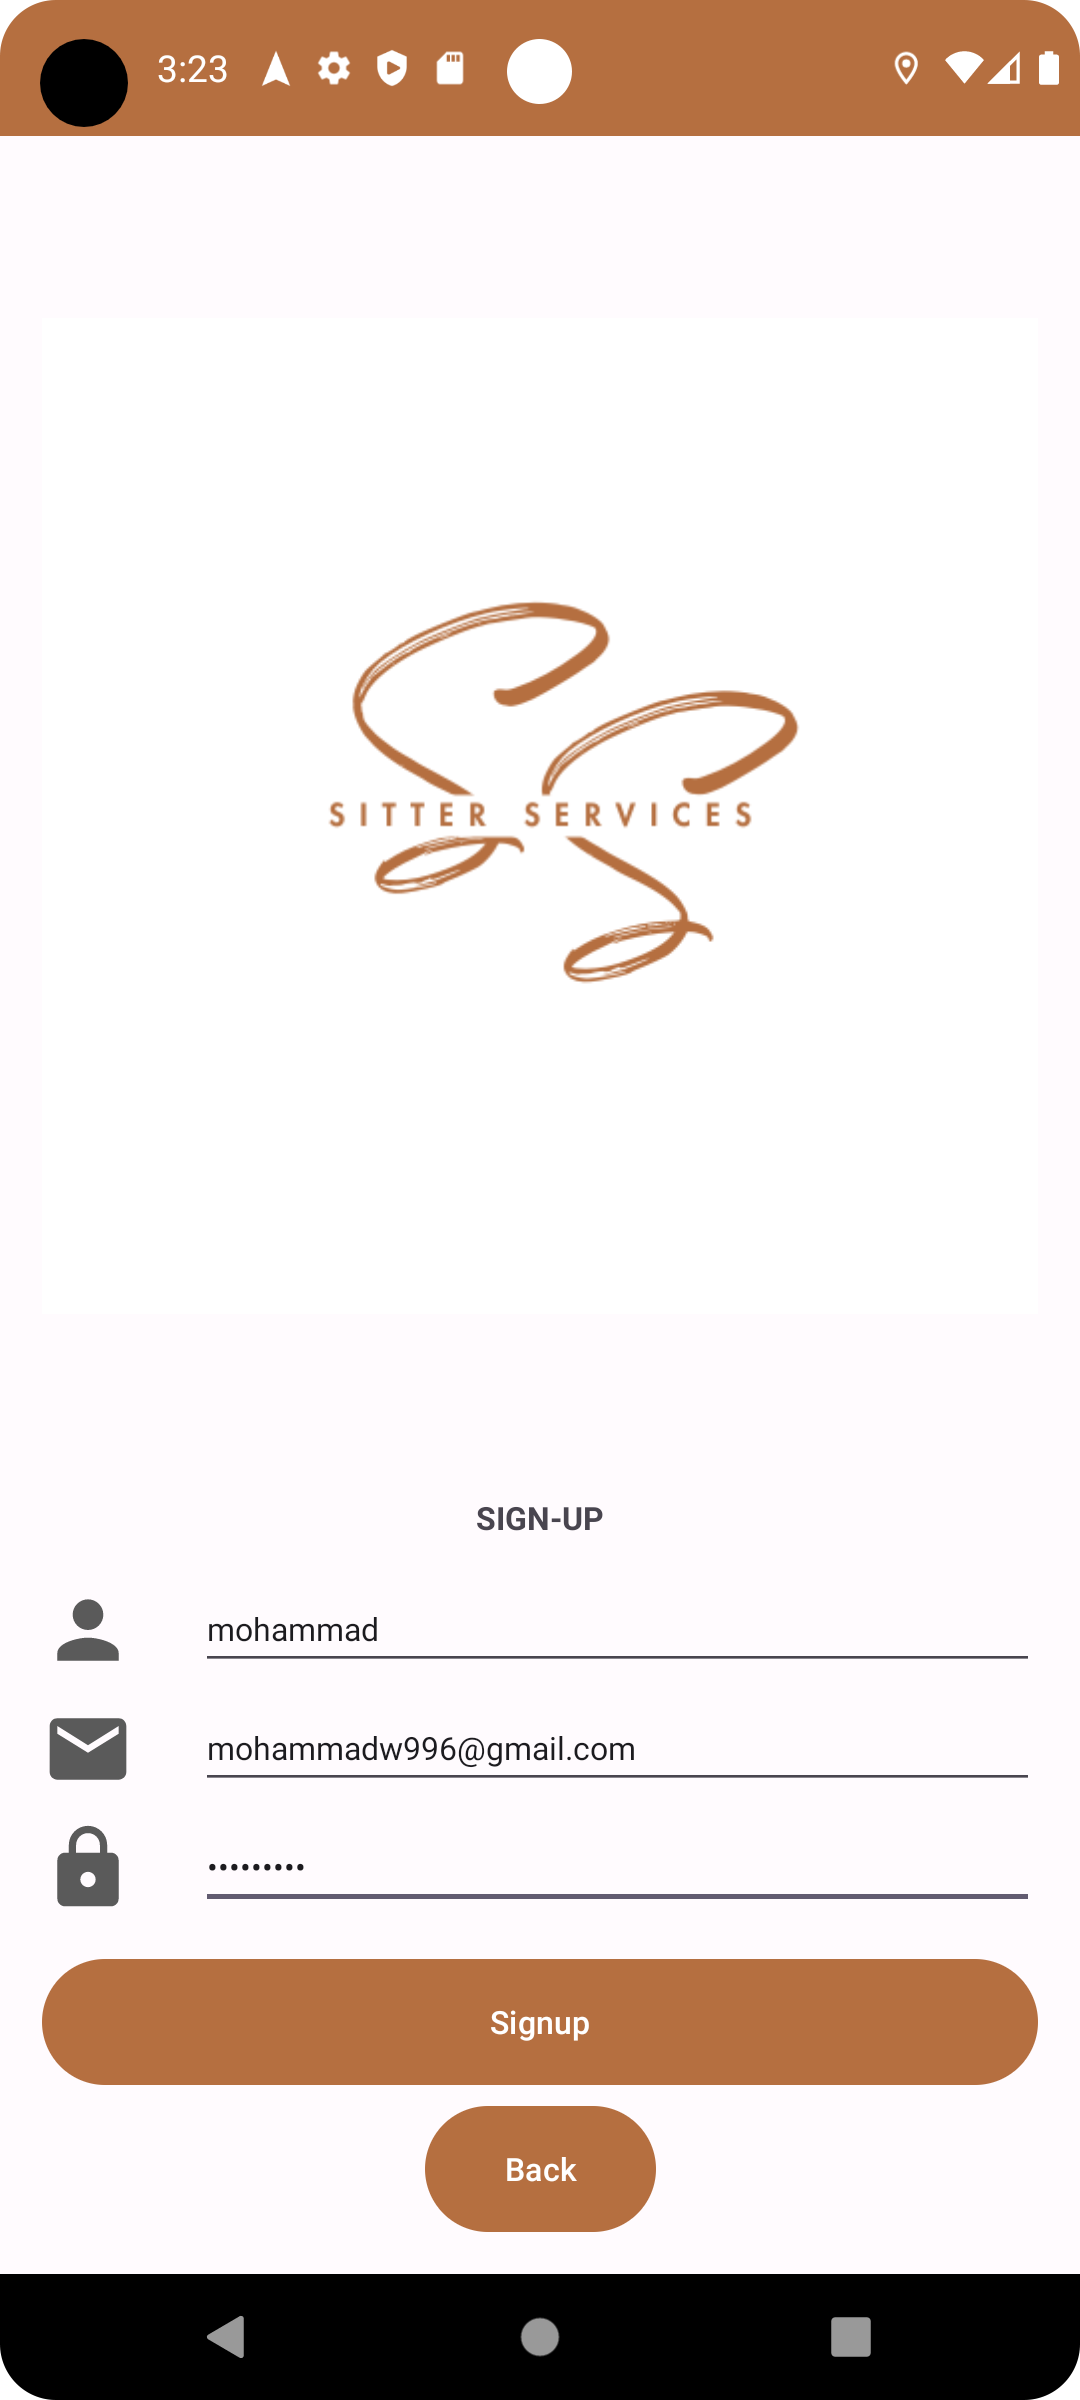 3:23
SITTER SERVICES
SIGN-UP
mohammad
mohammadw996@gmail.com
•••••••••
Signup
Back